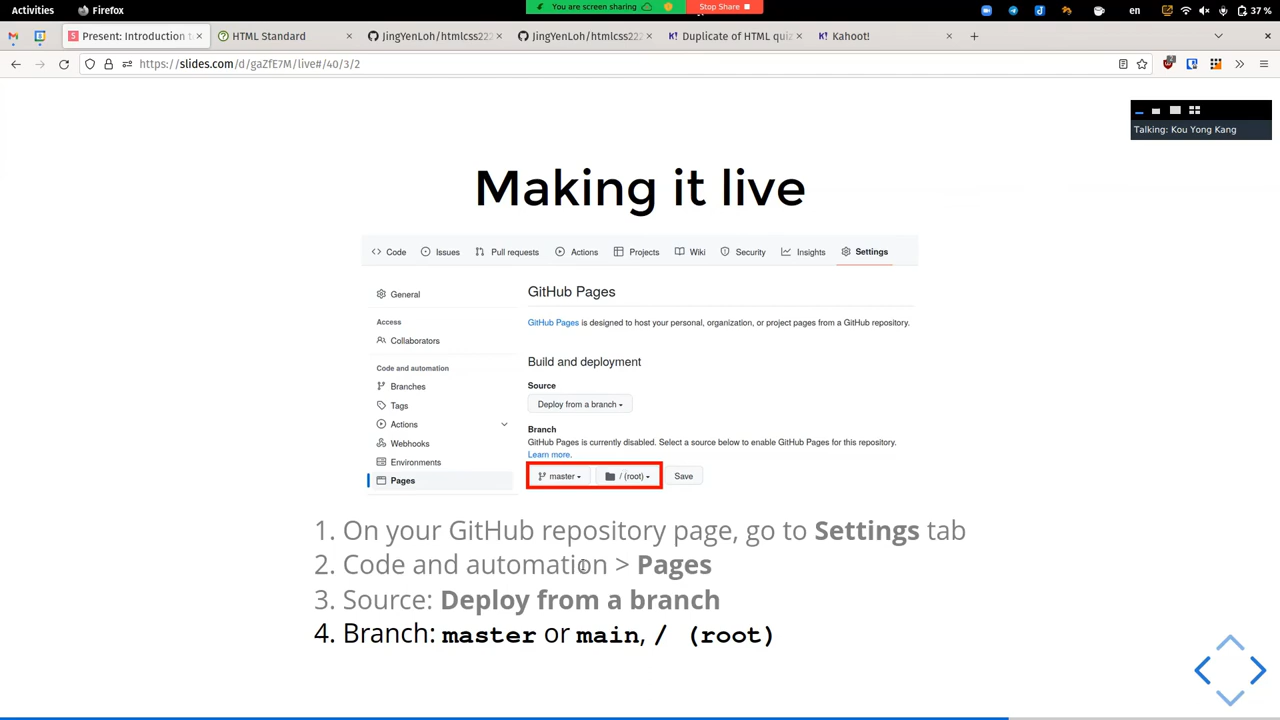 Activities Firefox You are screen sharing Stop Share en 37 %
Present: Introduction t HTML Standard JingYenLoh/htmlcss222 JingYenLoh/htmlcss222 Duplicate of HTML quiz Kahoot!
https://slides.com/d/gaZfE7M/live#/40/3/2
Talking: Kou Yong Kang
Making it live
Code Issues Pull requests Actions Projects Wiki Security Insights Settings
General
Access
Collaborators
Code and automation
Branches
Tags
Actions
Webhooks
Environments
Pages
GitHub Pages
GitHub Pages is designed to host your personal, organization, or project pages from a GitHub repository.
Build and deployment
Source
Deploy from a branch
Branch
GitHub Pages is currently disabled. Select a source below to enable GitHub Pages for this repository.
Learn more.
master / (root) Save
1. On your GitHub repository page, go to Settings tab
2. Code and automation > Pages
3. Source: Deploy from a branch
4. Branch: master or main, / (root)